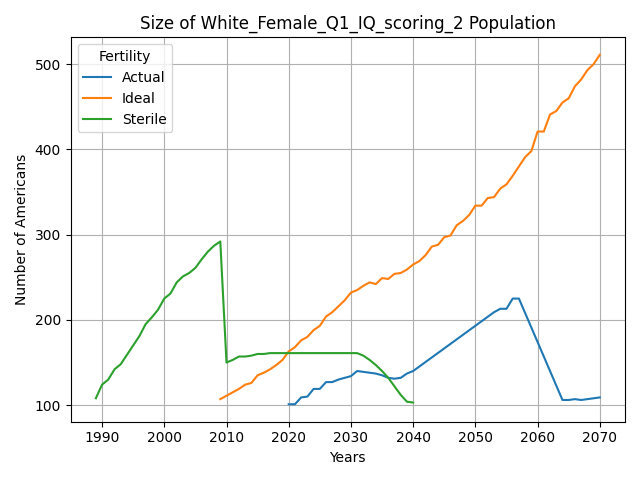 Size of White_Female_Q1_IQ_scoring_2 Population
Fertility
Actual
Ideal
Sterile
500
400
300
200
100
Number of Americans
1990 2000 2010 2020 2030 2040 2050 2060 2070
Years